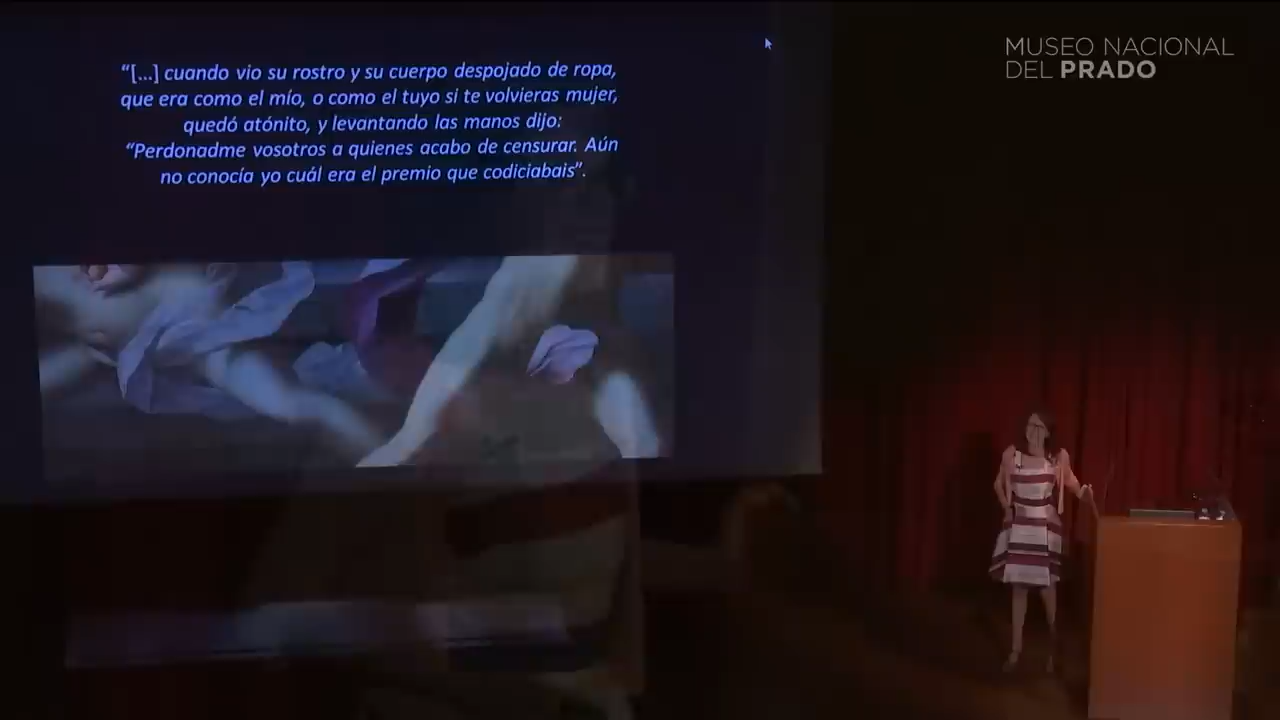 “[...] cuando vio su rostro y su cuerpo despojado de ropa,
que era como el mío, o como el tuyo si te volvieras mujer,
quedó atónito, y levantando las manos dijo:
“Perdonadme vosotros a quienes acabo de censurar. Aún
no conocía yo cuál era el premio que codiciabais”.
MUSEO NACIONAL
DEL PRADO